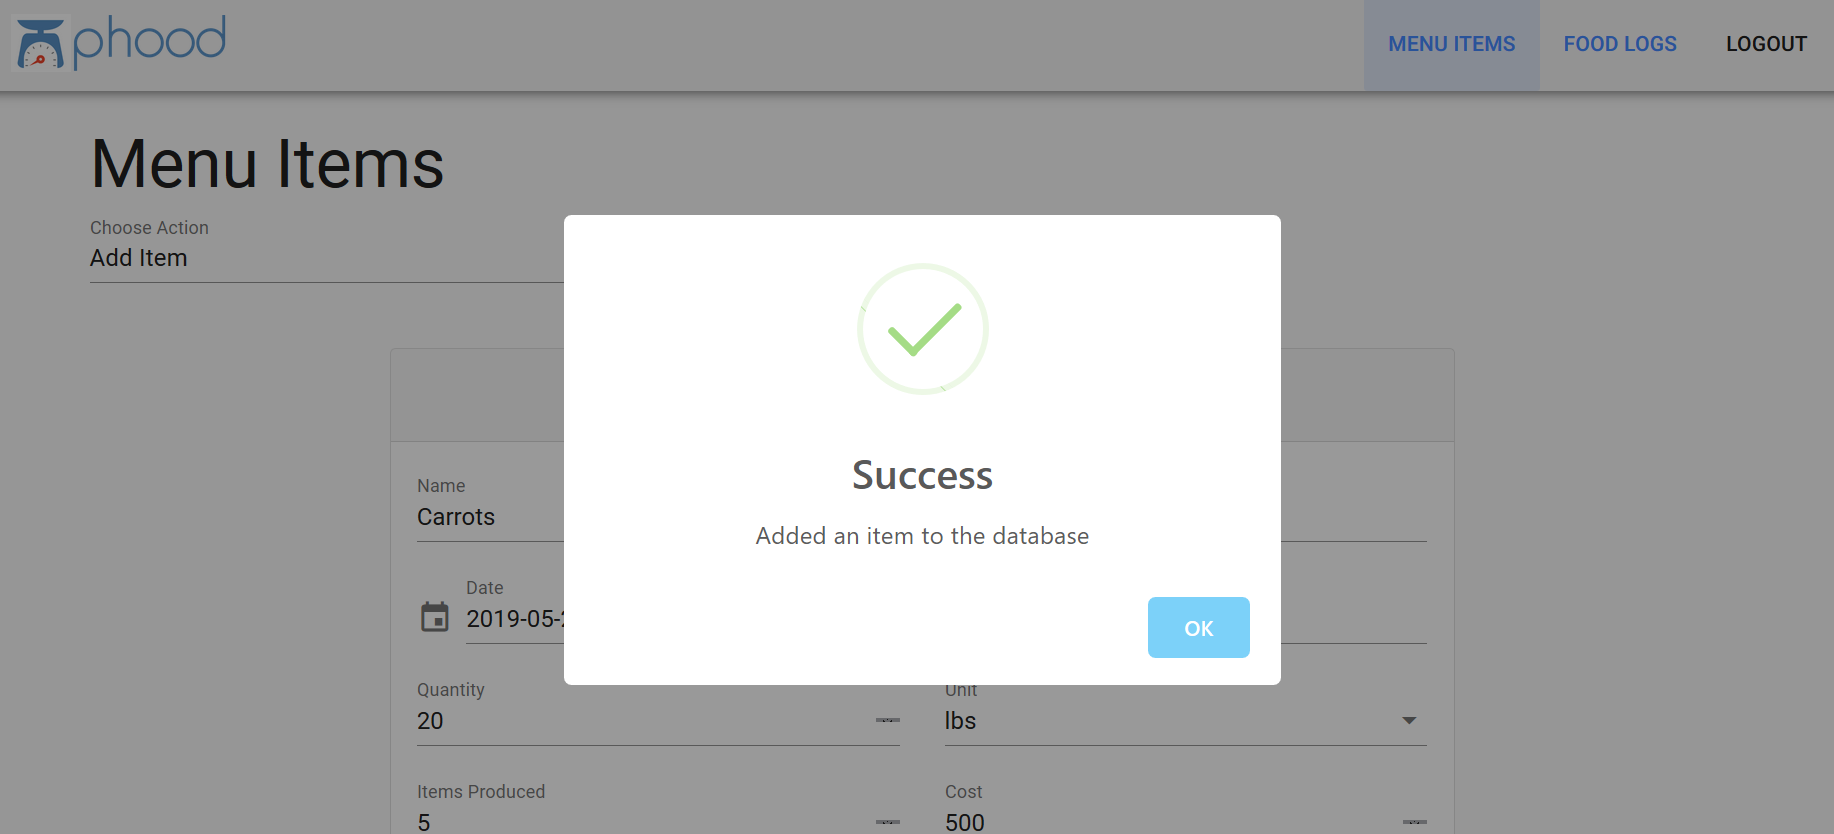 phood
MENU ITEMS
FOOD LOGS
LOGOUT
Menu Items
Choose Action
Add Item
Success
Added an item to the database
OK
Name
Carrots
Date
2019-05-
Quantity
20
Unit
lbs
Items Produced
5
Cost
500